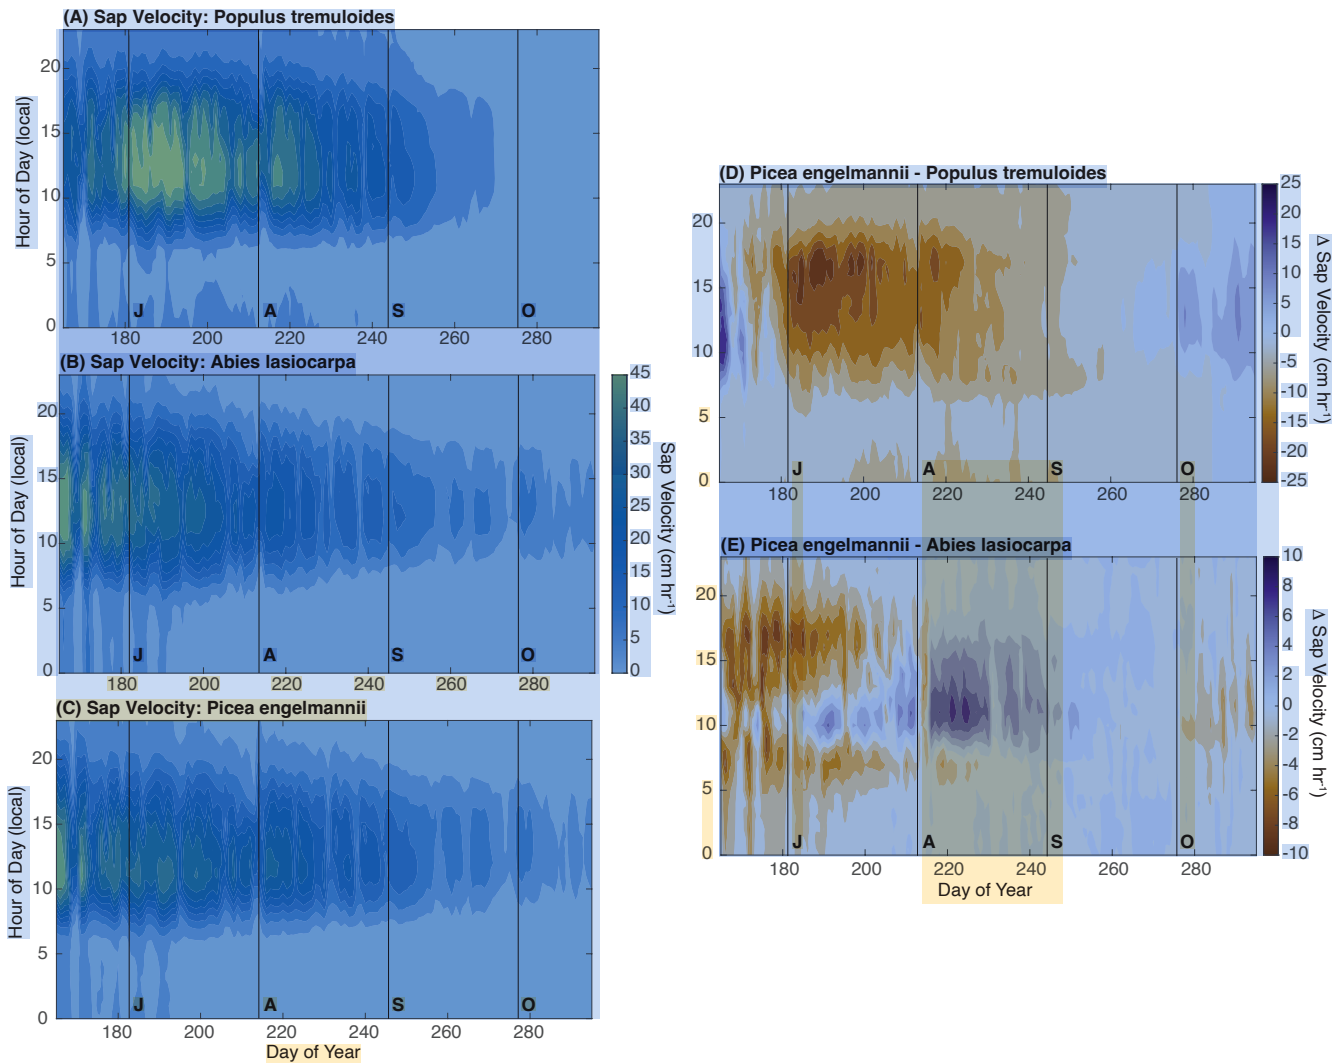 (A) Sap Velocity: Populus tremuloides
Hour of Day (local)
20
15
10
5
0
J
A
S
O
180 200 220 240 260 280
(B) Sap Velocity: Abies lasiocarpa
Hour of Day (local)
20
15
10
5
0
J
A
S
O
180 200 220 240 260 280
45
40
35
30
25
20
15
10
5
0
Sap Velocity (cm hr⁻¹)
(C) Sap Velocity: Picea engelmannii
Hour of Day (local)
20
15
10
5
0
J
A
S
O
180 200 220 240 260 280
Day of Year
(D) Picea engelmannii - Populus tremuloides
20
15
10
5
0
J
A
S
O
180 200 220 240 260 280
25
20
15
10
5
0
-5
-10
-15
-20
-25
Δ Sap Velocity (cm hr⁻¹)
(E) Picea engelmannii - Abies lasiocarpa
20
15
10
5
0
J
A
S
O
180 200 220 240 260 280
Day of Year
10
8
6
4
2
0
-2
-4
-6
-8
-10
Δ Sap Velocity (cm hr⁻¹)